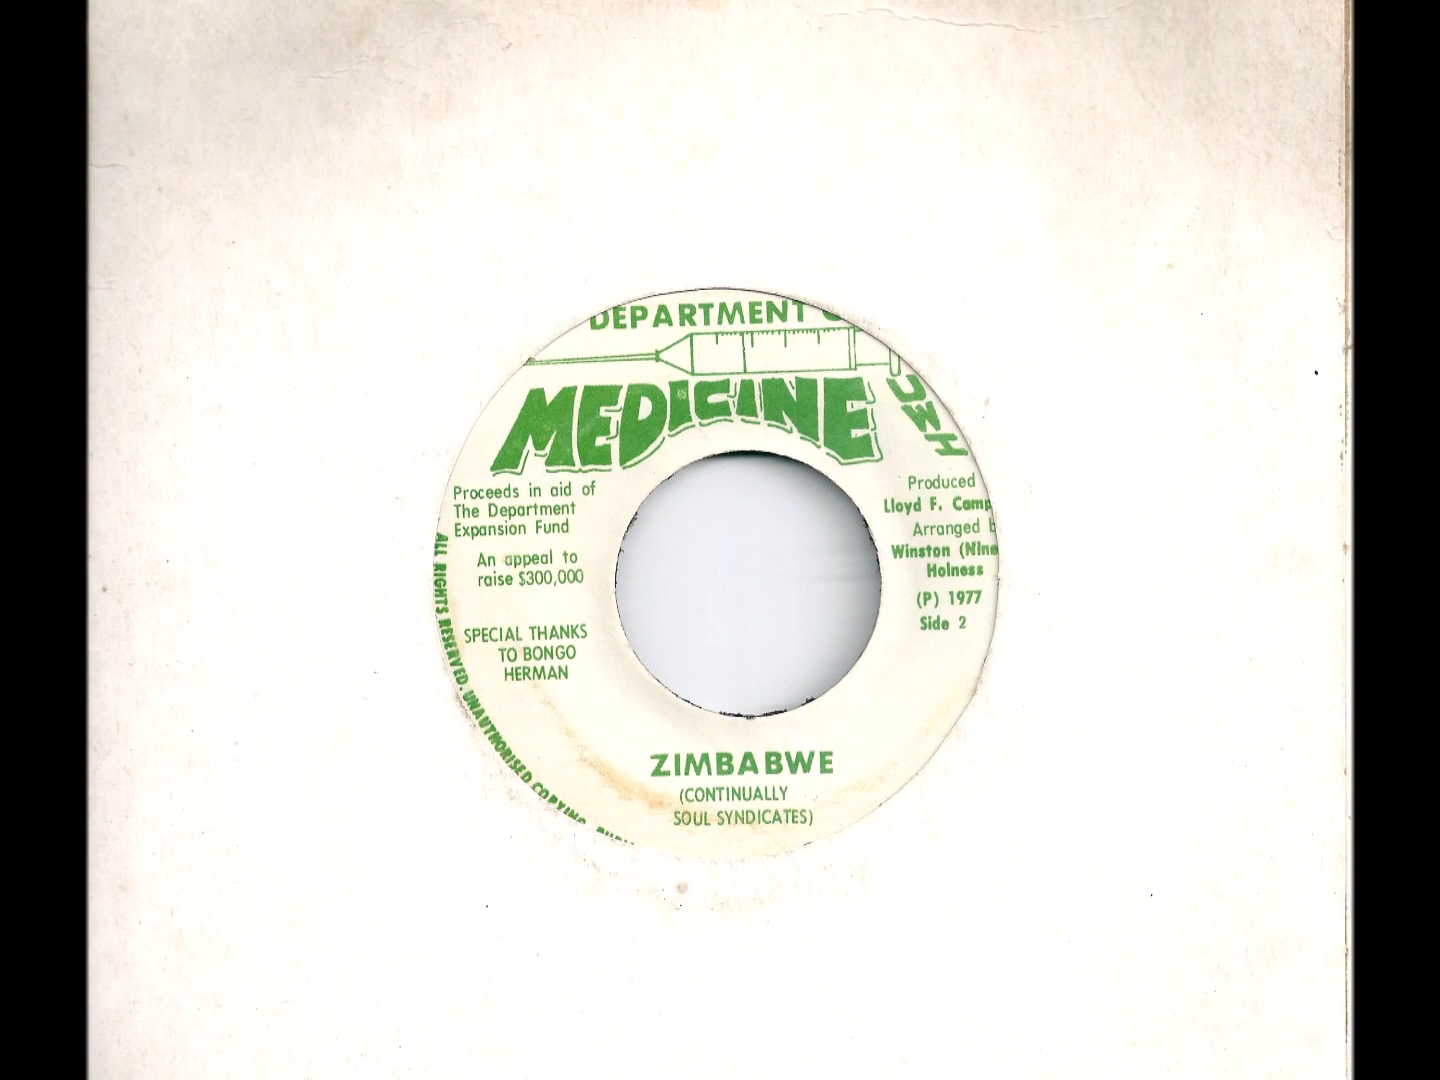 DEPARTMENT
MEDICINE
UWH
Proceeds in aid of
The Department
Expansion Fund
An appeal to
raise $300,000
SPECIAL THANKS
TO BONGO
HERMAN
Produced
Lloyd F. Camp
Arranged
Winston (Nine
Holness
(P) 1977
Side 2
ZIMBABWE
(CONTINUALLY
SOUL SYNDICATES)
ALL RIGHTS RESERVED. UNAUTHORISED COPYING